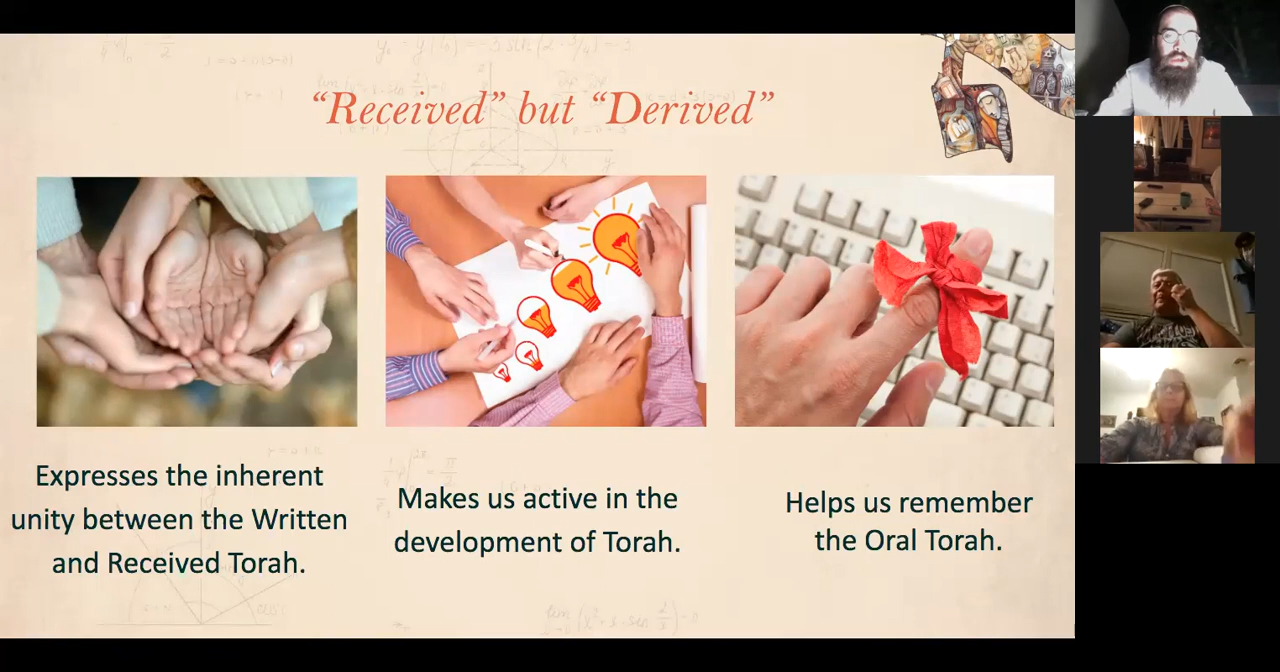 “Received” but “Derived”
Expresses the inherent
unity between the Written
and Received Torah.
Makes us active in the
development of Torah.
Helps us remember
the Oral Torah.